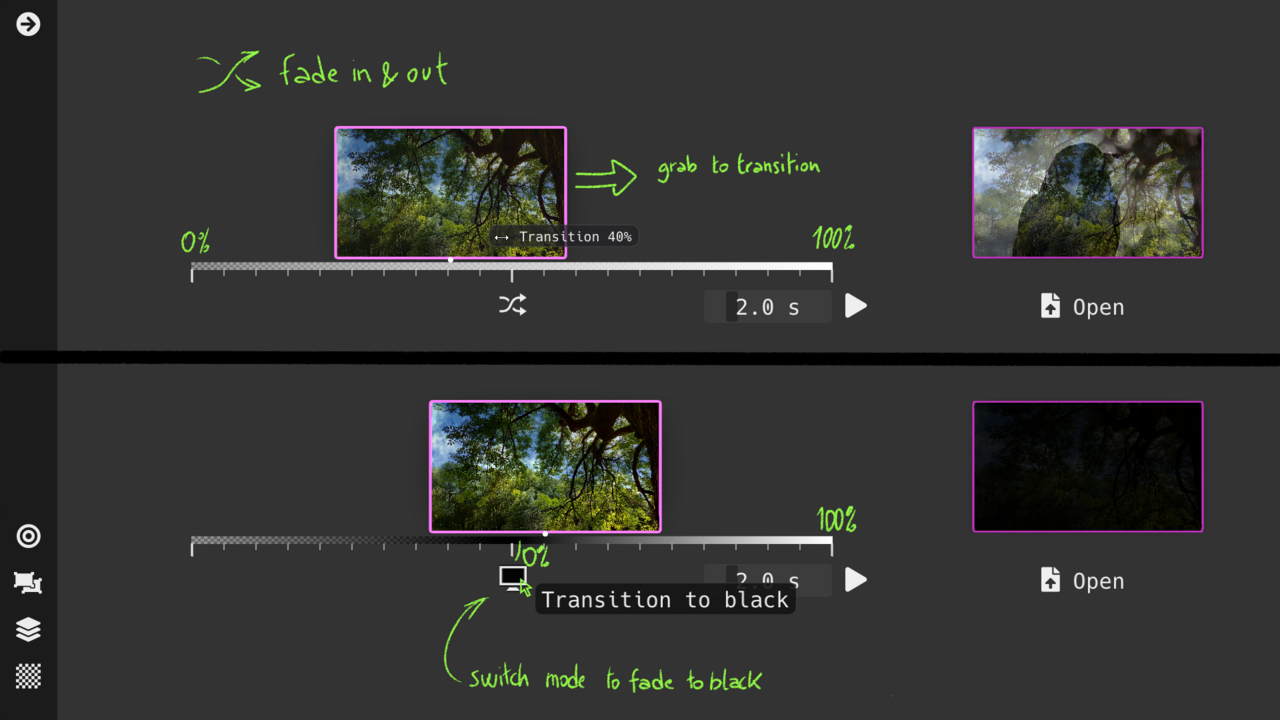 fade in & out
grab to transition
Transition 40%
0%
100%
2.0 s
Open
100%
0%
2.0 s
Open
Transition to black
switch mode to fade to black